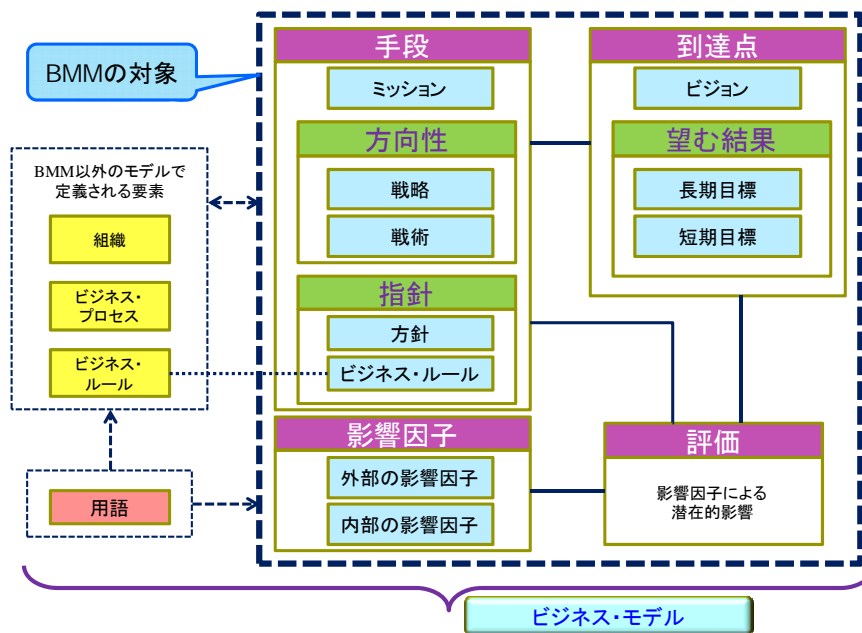 BMMの対象
手段
ミッション
方向性
戦略
戦術
指針
方針
ビジネス・ルール
到達点
ビジョン
望む結果
長期目標
短期目標
BMM以外のモデルで
定義される要素
組織
ビジネス・
プロセス
ビジネス・
ルール
用語
影響因子
外部の影響因子
内部の影響因子
評価
影響因子による
潜在的影響
ビジネス・モデル